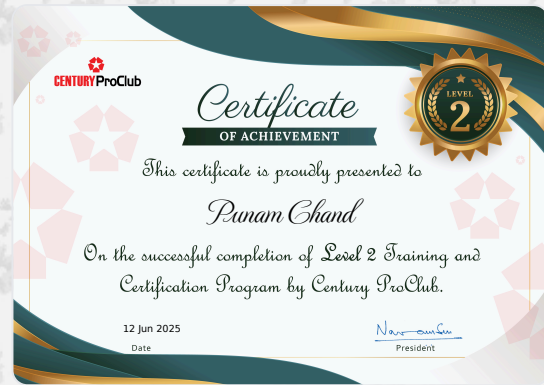 CENTURY ProClub
Certificate
OF ACHIEVEMENT
LEVEL
2
This certificate is proudly presented to
Punam Chand
On the successful completion of Level 2 Training and
Certification Program by Century ProClub.
12 Jun 2025
Date
President